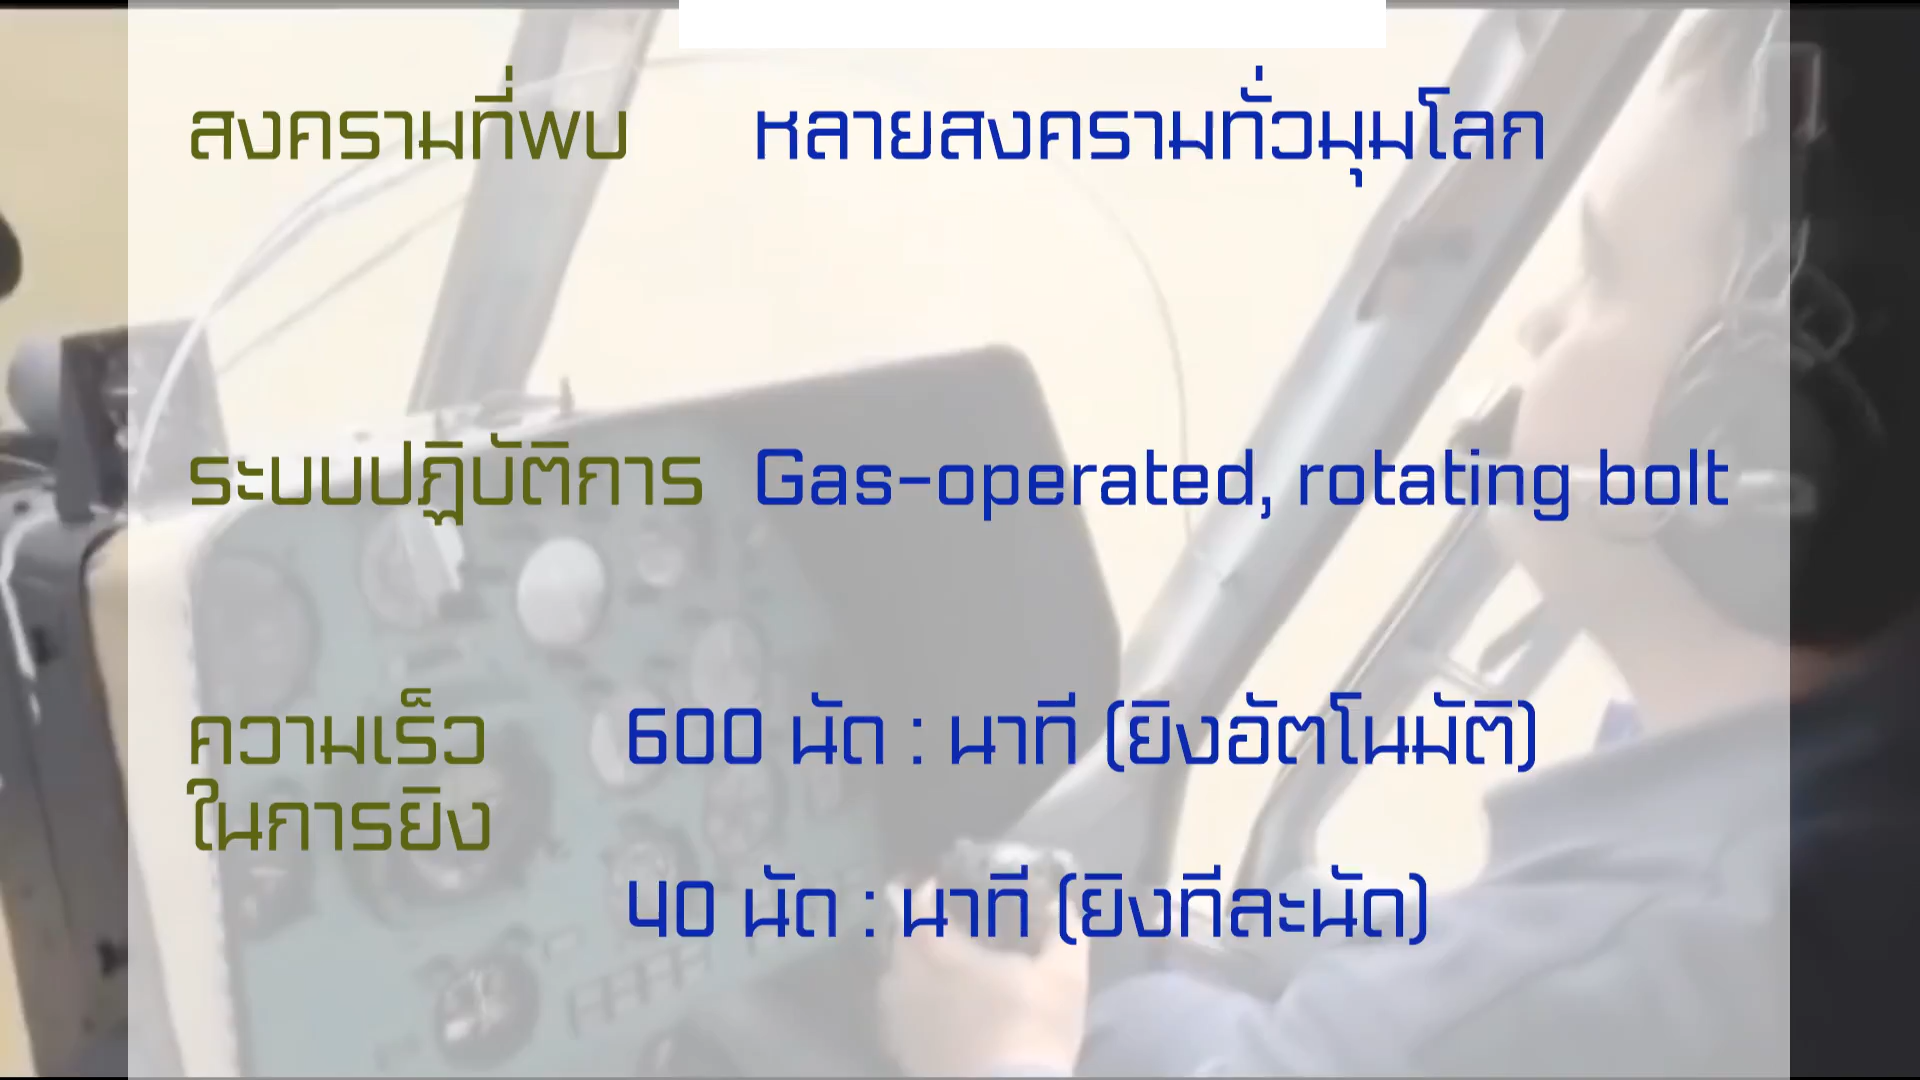 สงครามที่พบ หลายสงครามทั่วมุมโลก
ระบบปฏิบัติการ Gas-operated, rotating bolt
ความเร็ว 600 นัด : นาที (ยิงอัตโนมัติ)
ในการยิง
40 นัด : นาที (ยิงทีละนัด)